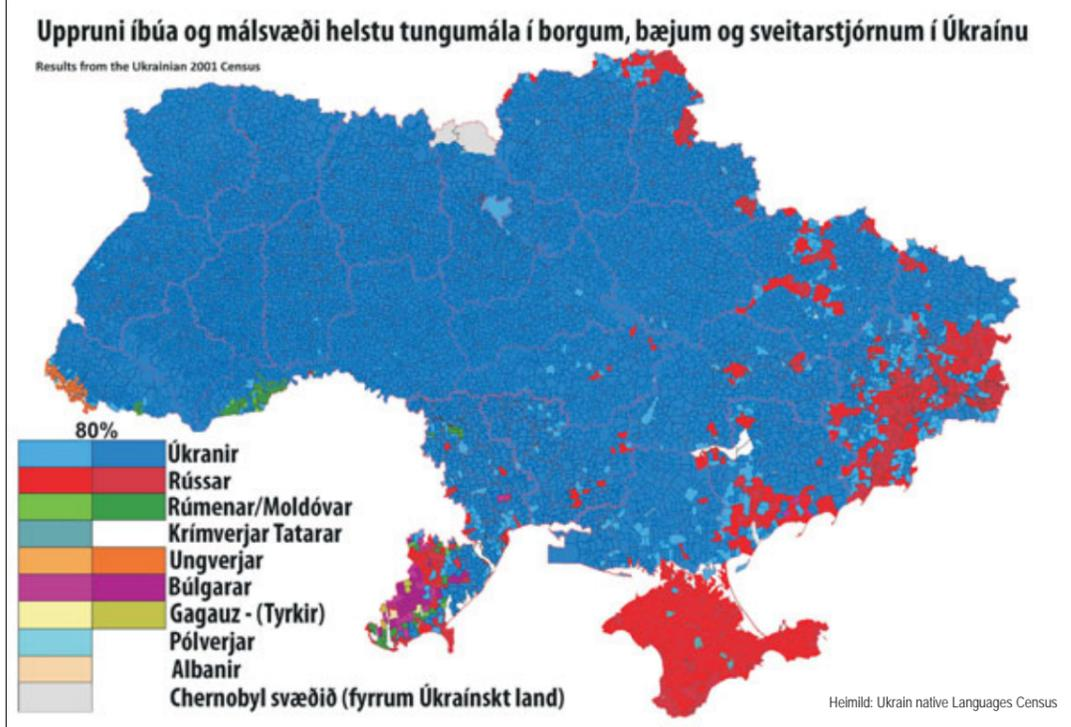 Uppruni íbúa og málsvæði helstu tungumála í borgum, bæjum og sveitarstjórnum í Úkraínu
Results from the Ukrainian 2001 Census
80%
Úkranir
Rússar
Rúmenar/Moldóvar
Krímverjar Tatarar
Ungverjar
Búlgarar
Gagauz - (Tyrkir)
Pólverjar
Albanir
Chernobyl svæðið (fyrrum Úkraínskt land)
Heimild: Ukrain native Languages Census